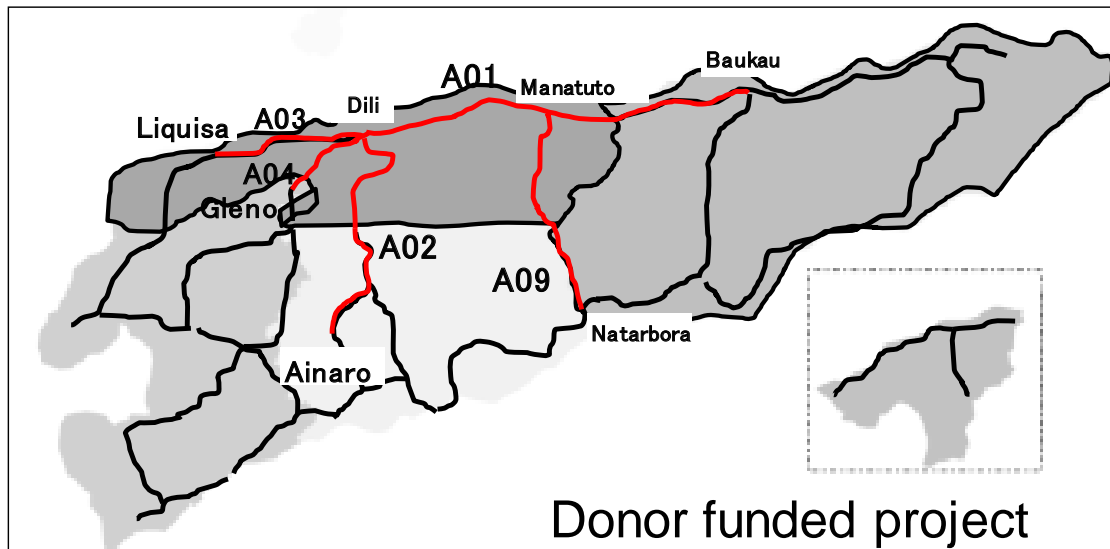 Baukau
A01
Manatuto
Dili
A03
Liquisa
A04
Gleno
A02
A09
Natarbora
Ainaro
Donor funded project